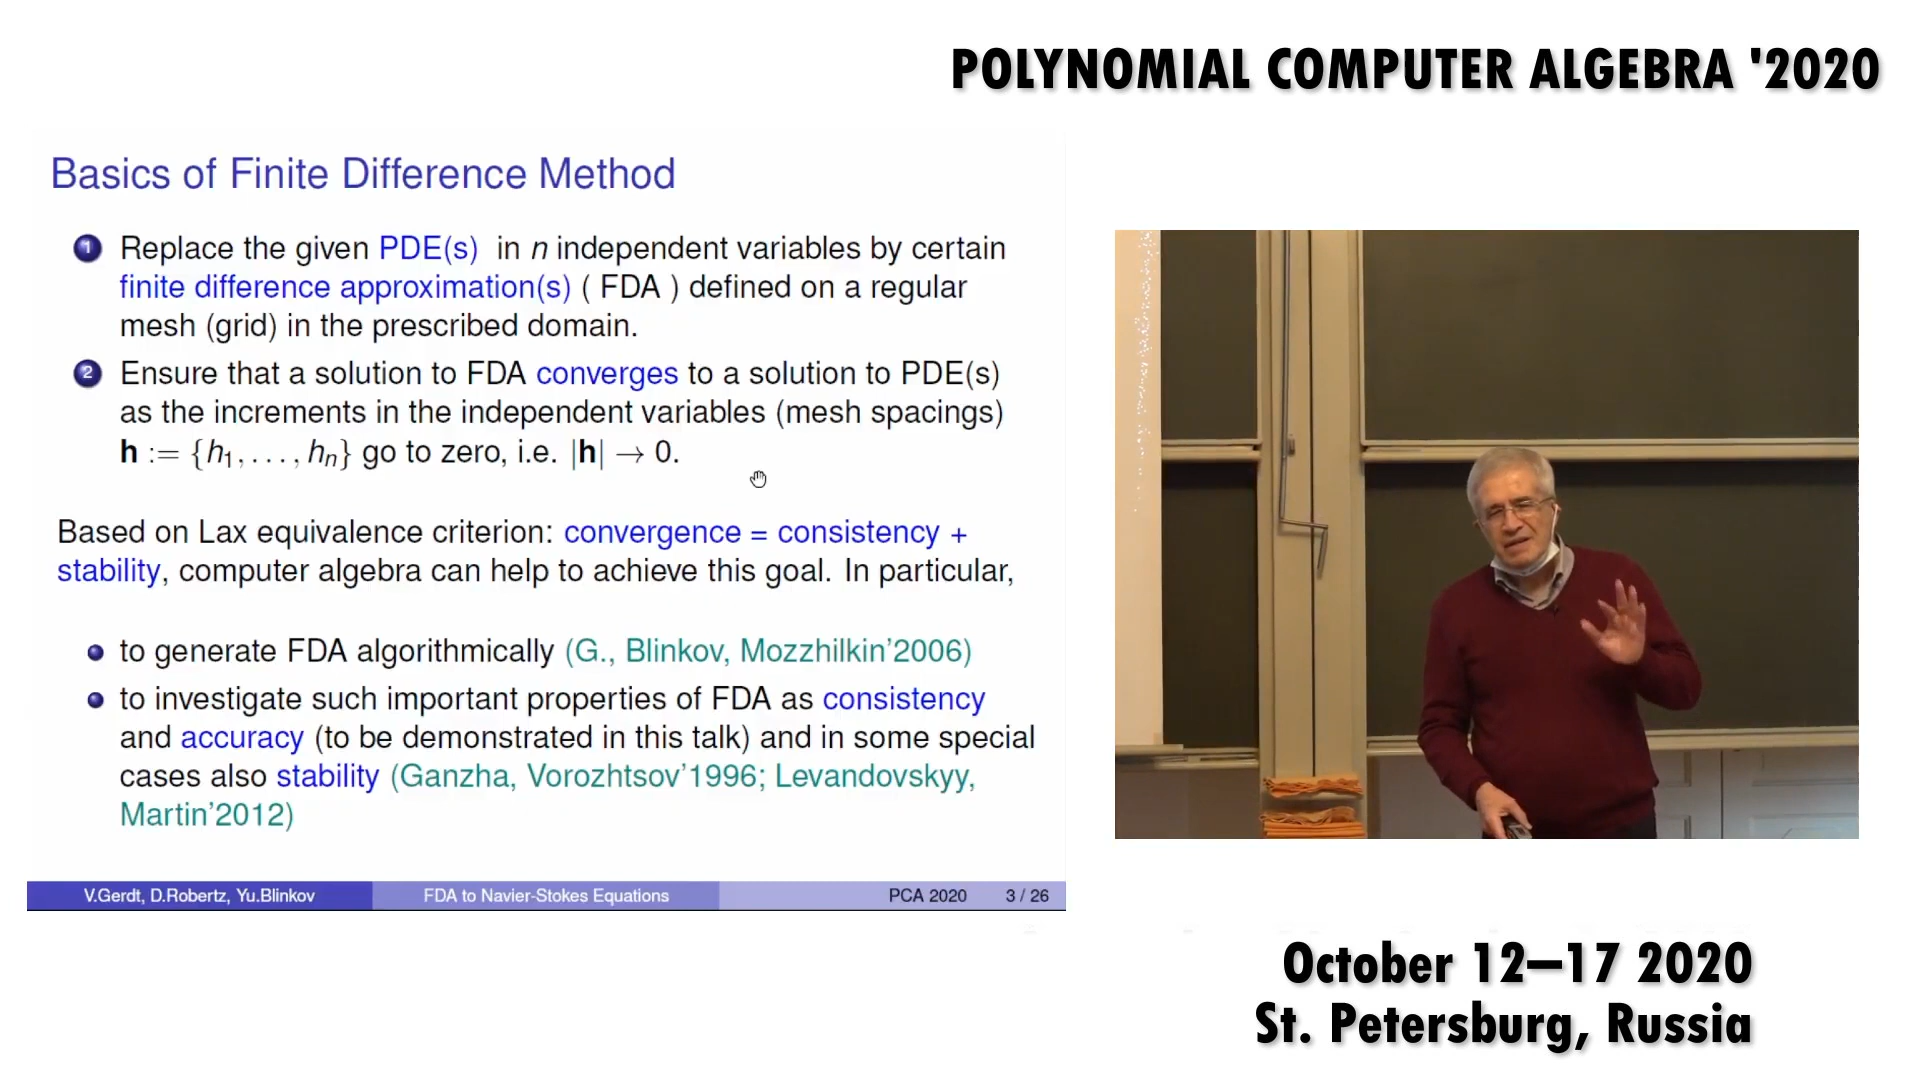 POLYNOMIAL COMPUTER ALGEBRA '2020
Basics of Finite Difference Method
1 Replace the given PDE(s) in n independent variables by certain
finite difference approximation(s) ( FDA ) defined on a regular
mesh (grid) in the prescribed domain.
2 Ensure that a solution to FDA converges to a solution to PDE(s)
as the increments in the independent variables (mesh spacings)
h := {h₁, . . . , hₙ} go to zero, i.e. |h| → 0.
Based on Lax equivalence criterion: convergence = consistency +
stability, computer algebra can help to achieve this goal. In particular,
• to generate FDA algorithmically (G., Blinkov, Mozzhilkin'2006)
• to investigate such important properties of FDA as consistency
and accuracy (to be demonstrated in this talk) and in some special
cases also stability (Ganzha, Vorozhtsov'1996; Levandovskyy,
Martin'2012)
V.Gerdt, D.Robertz, Yu.Blinkov FDA to Navier-Stokes Equations PCA 2020 3 / 26
October 12–17 2020
St. Petersburg, Russia